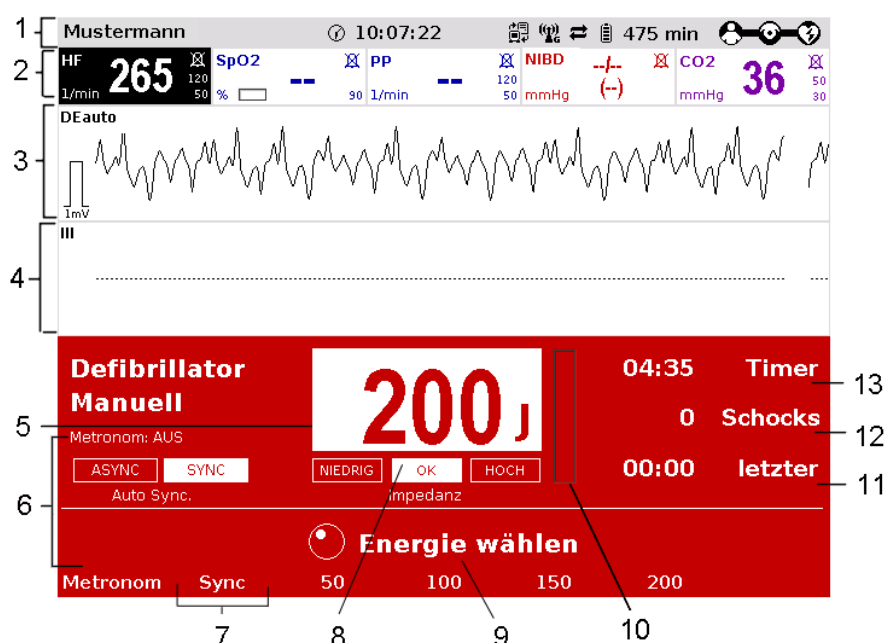 1 Mustermann 10:07:22 G 475 min
2 HF 1/min 265 120 50 SpO2 % -- 90 PP 1/min -- 120 50 NIBD mmHg --/-- (--) CO2 mmHg 36 50 30
DEauto
3
1mV
III
4
Defibrillator
Manuell
200 J
04:35 Timer
13
0 Schocks
12
5
Metronom: AUS
ASYNC SYNC
Auto Sync.
NIEDRIG OK HOCH
Impedanz
00:00 letzter
11
6
Energie wählen
Metronom Sync 50 100 150 200
7 8 9 10